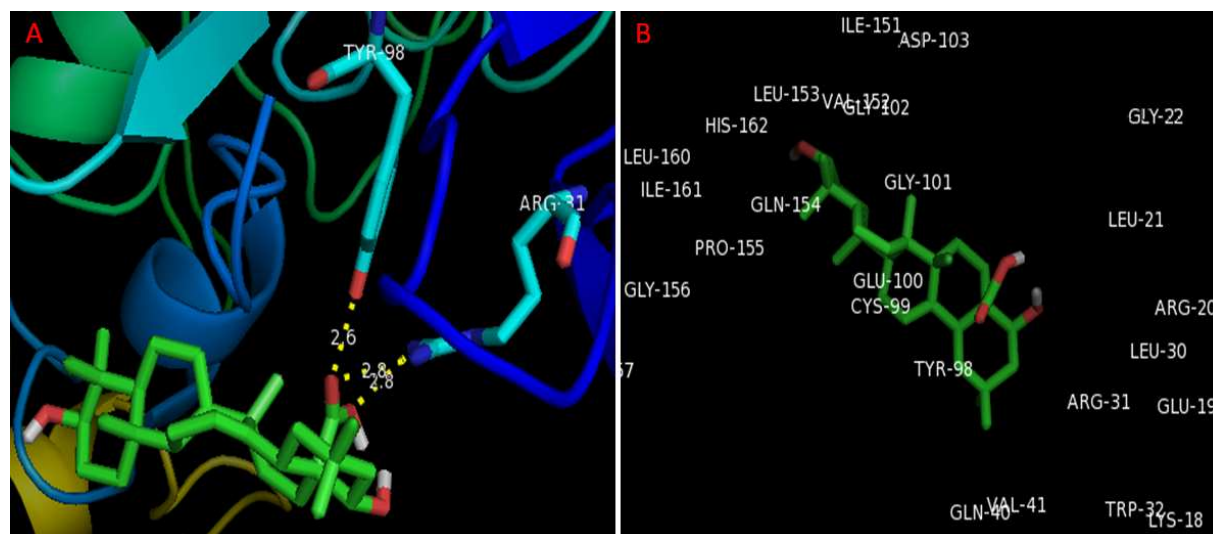 A
TYR-98
ARG-31
2.6
2.8
2.8
B
ILE-151
ASP-103
LEU-153
VAL-152
GLY-102
GLY-22
HIS-162
LEU-160
ILE-161
GLY-101
GLN-154
LEU-21
PRO-155
GLU-100
GLY-156
CYS-99
ARG-20
LEU-30
TYR-98
57
ARG-31
GLU-19
VAL-41
GLN-40
TRP-32
LYS-18